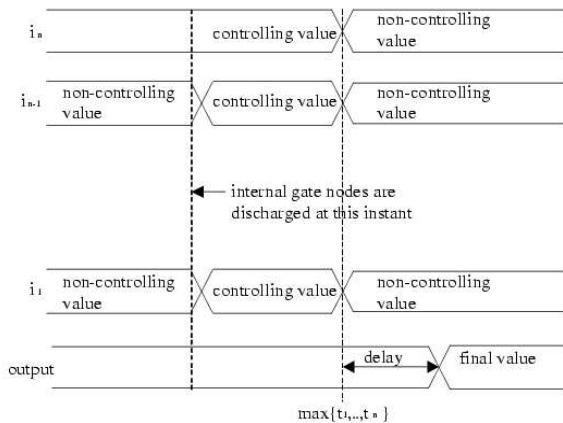 iₙ
controlling value
non-controlling
value
iₙ₋₁
non-controlling
value
controlling value
non-controlling
value
internal gate nodes are
discharged at this instant
i₁
non-controlling
value
controlling value
non-controlling
value
output
delay
final value
max{t₁,..,tₙ}